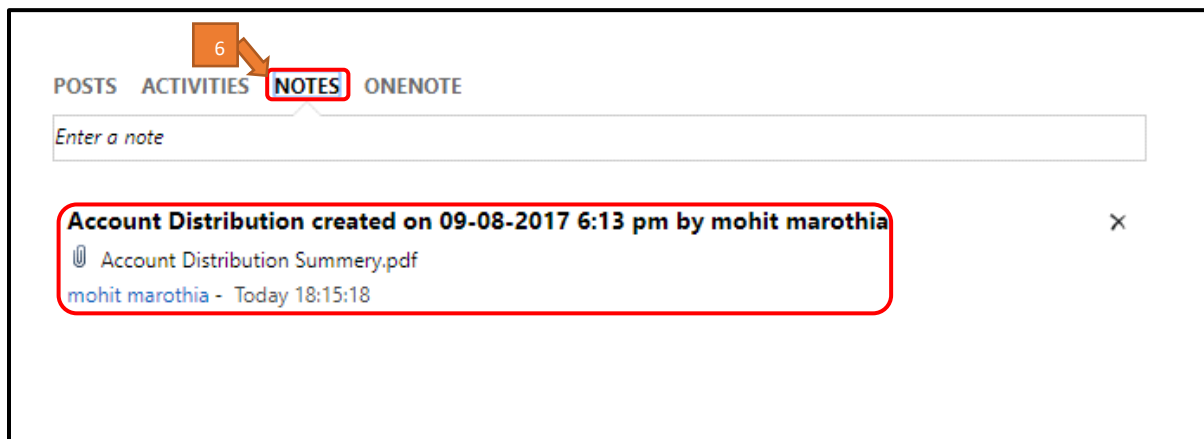 6
POSTS ACTIVITIES NOTES ONENOTE
Enter a note
Account Distribution created on 09-08-2017 6:13 pm by mohit marothia
Account Distribution Summery.pdf
mohit marothia - Today 18:15:18